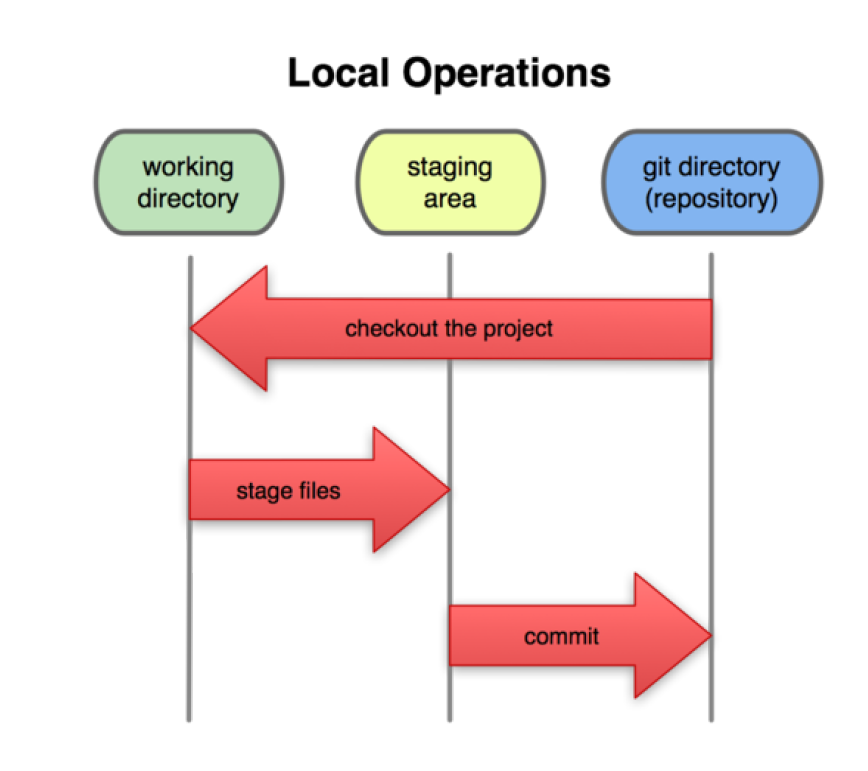 Local Operations
working
directory
staging
area
git directory
(repository)
checkout the project
stage files
commit